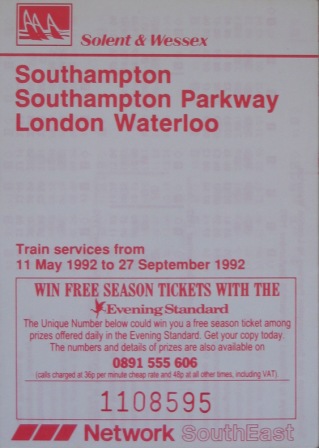 Solent & Wessex
Southampton
Southampton Parkway
London Waterloo
Train services from
11 May 1992 to 27 September 1992
WIN FREE SEASON TICKETS WITH THE
Evening Standard
The Unique Number below could win you a free season ticket among
prizes offered daily in the Evening Standard. Get your copy today.
The numbers and details of prizes are also available on
0891 555 606
(calls charged at 36p per minute cheap rate and 48p at all other times, including VAT).
1108595
Network SouthEast